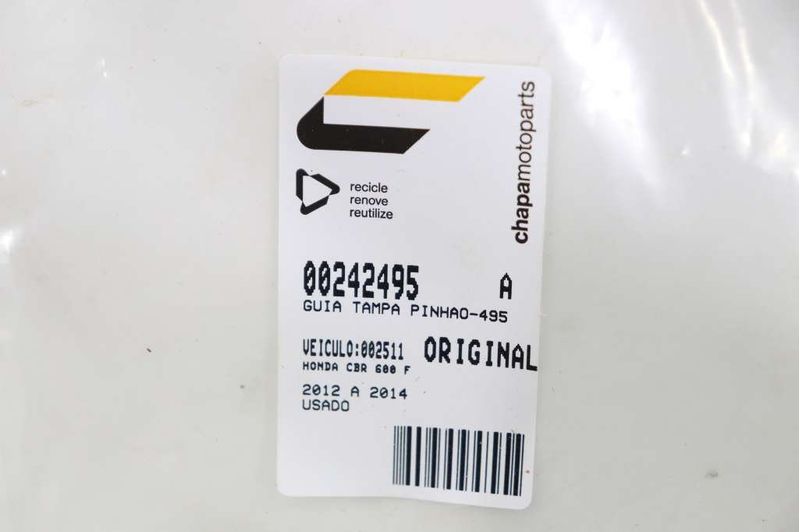 chapamotoparts
recicle
renove
reutilize
00242495 A
GUIA TAMPA PINHAO-495
VEICULO:002511 ORIGINAL
HONDA CBR 600 F
2012 A 2014
USADO